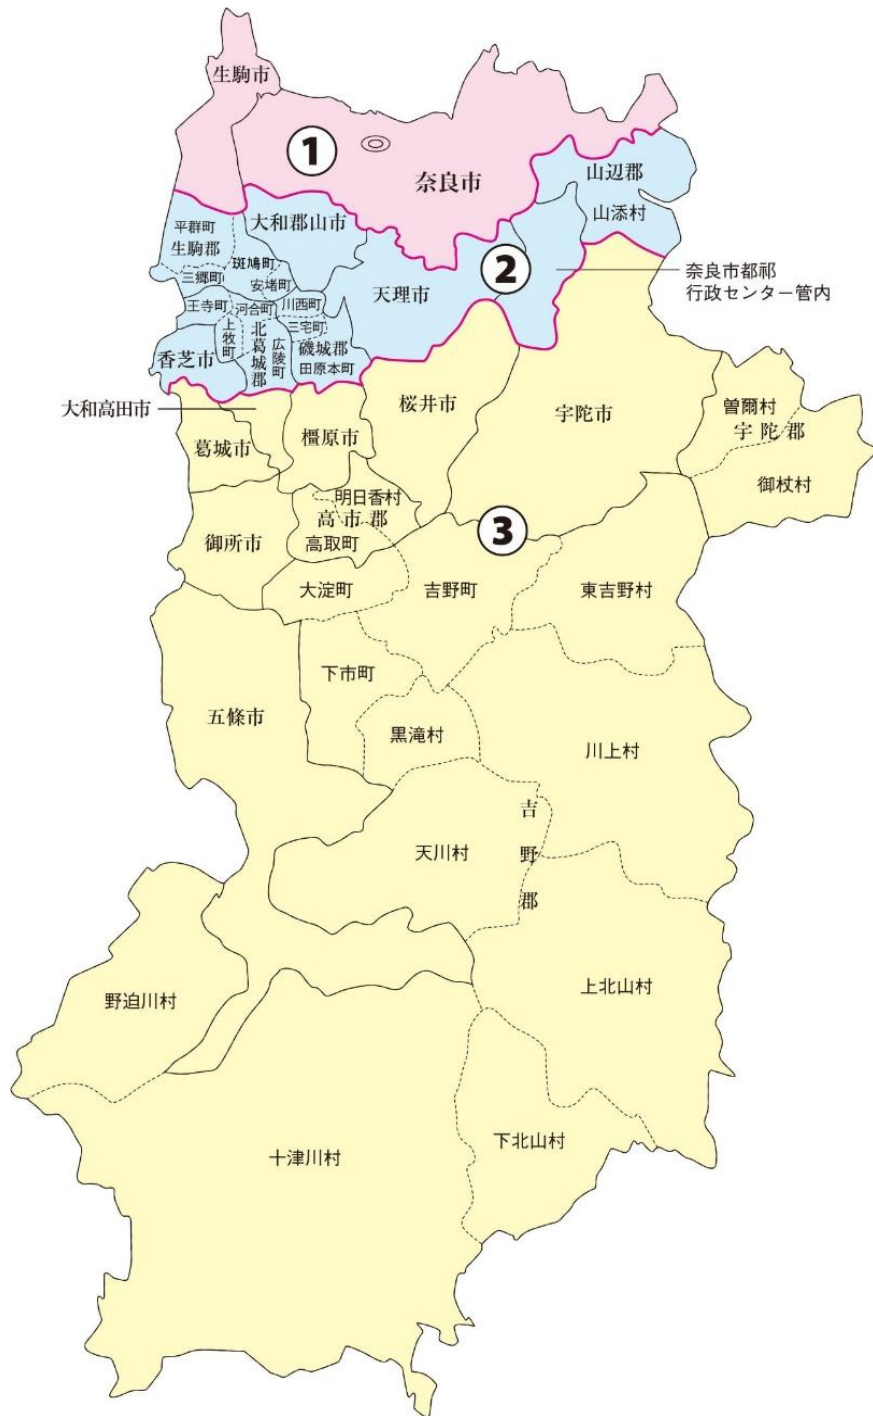 生駒市
①
奈良市
山辺郡
山添村
平群町
生駒郡
大和郡山市
斑鳩町
三郷町
安堵町
②
天理市
奈良市都祁
行政センター管内
王寺町
河合町
川西町
上牧町
北葛城郡
広陵町
三宅町
磯城郡
田原本町
香芝市
大和高田市
葛城市
橿原市
桜井市
宇陀市
曽爾村
宇陀郡
御杖村
明日香村
高市郡
高取町
御所市
③
大淀町
吉野町
東吉野村
下市町
五條市
黒滝村
川上村
吉野郡
天川村
野迫川村
上北山村
十津川村
下北山村